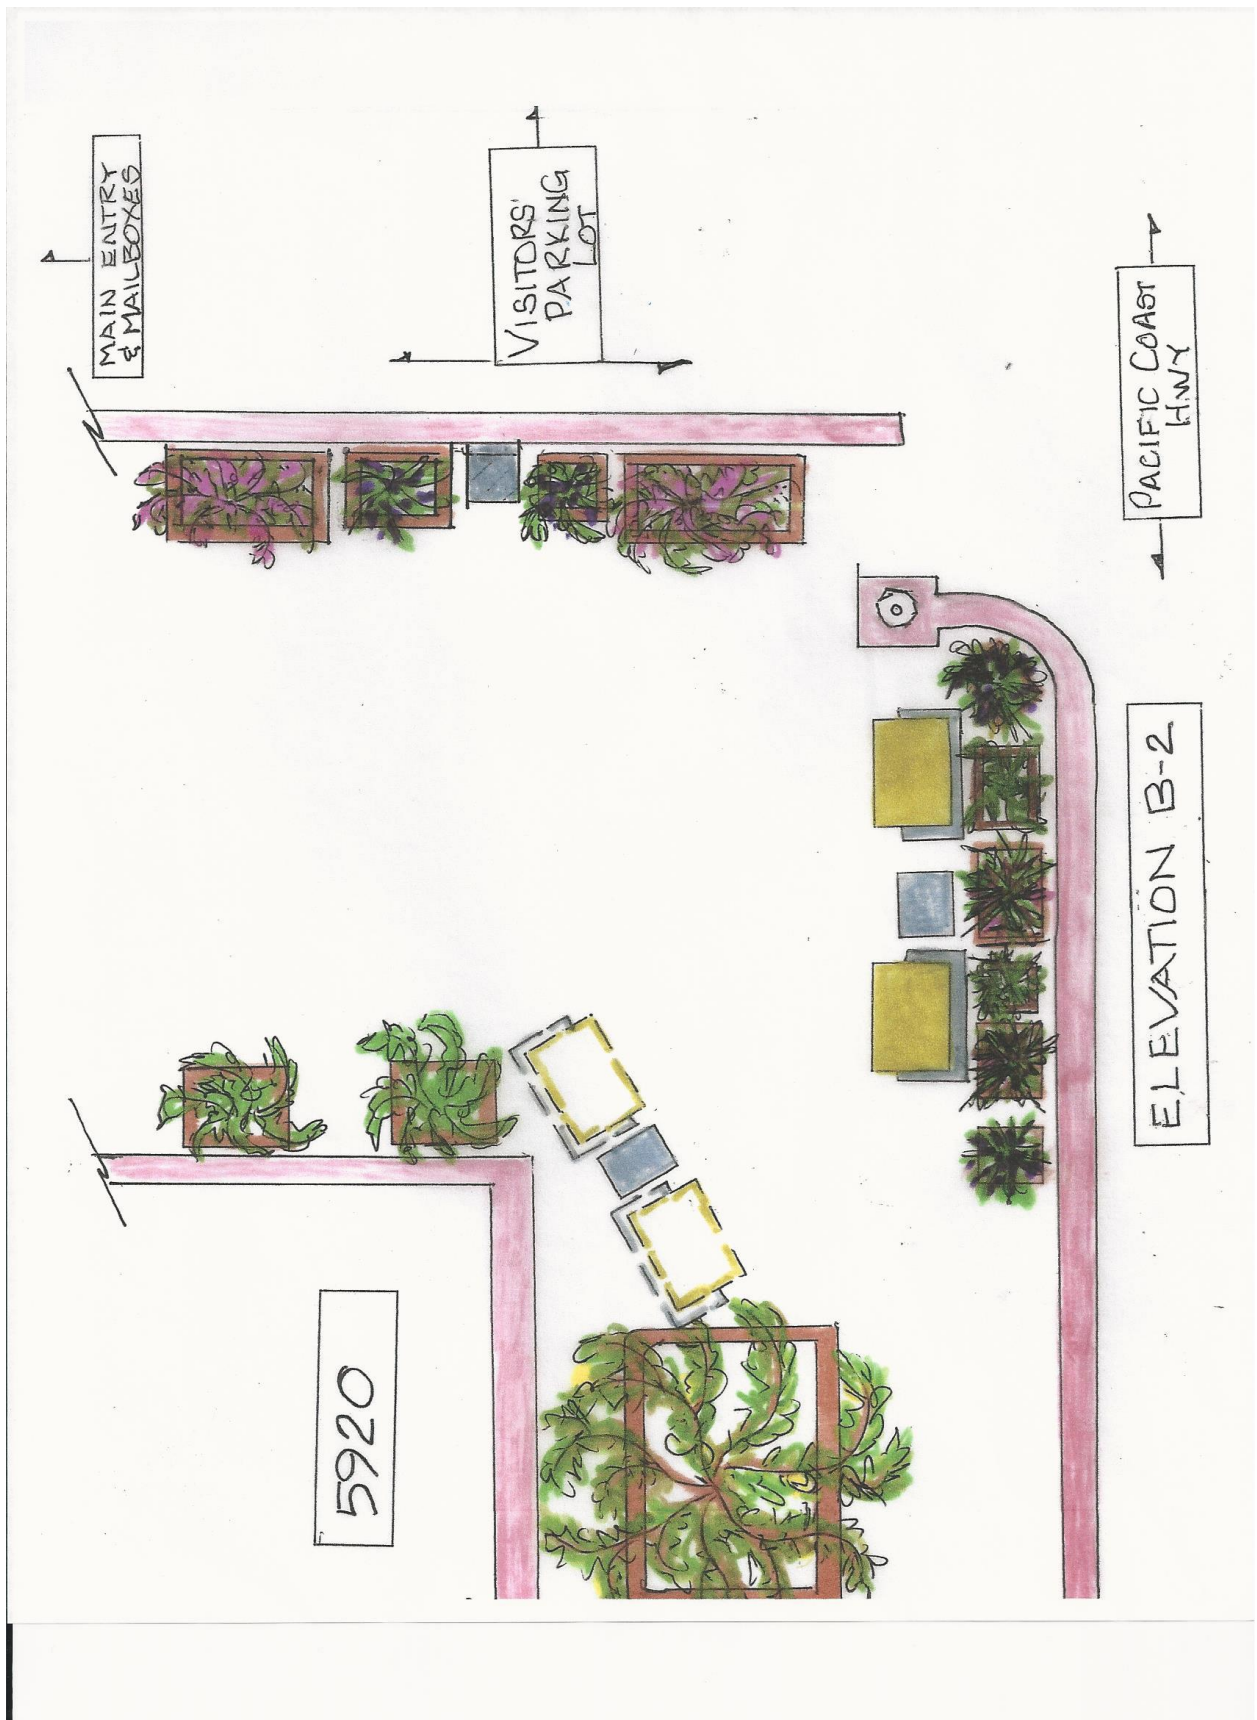 MAIN ENTRY
& MAILBOXES
VISITORS'
PARKING
LOT
PACIFIC COAST
HWY
ELEVATION B-2
5920